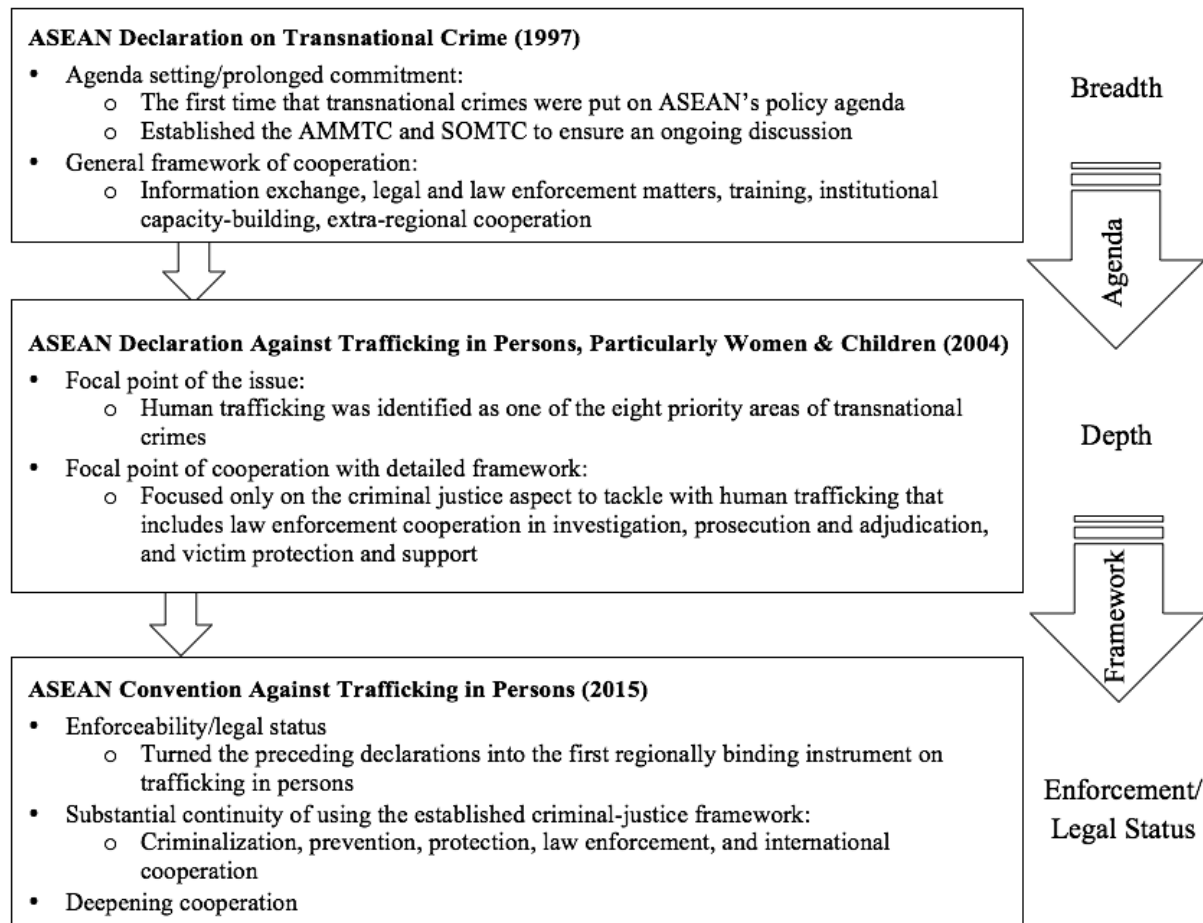 ASEAN Declaration on Transnational Crime (1997)
• Agenda setting/prolonged commitment:
o The first time that transnational crimes were put on ASEAN's policy agenda
o Established the AMMTC and SOMTC to ensure an ongoing discussion
• General framework of cooperation:
o Information exchange, legal and law enforcement matters, training, institutional
capacity-building, extra-regional cooperation
Breadth
Agenda
ASEAN Declaration Against Trafficking in Persons, Particularly Women & Children (2004)
• Focal point of the issue:
o Human trafficking was identified as one of the eight priority areas of transnational
crimes
• Focal point of cooperation with detailed framework:
o Focused only on the criminal justice aspect to tackle with human trafficking that
includes law enforcement cooperation in investigation, prosecution and adjudication,
and victim protection and support
Depth
Framework
ASEAN Convention Against Trafficking in Persons (2015)
• Enforceability/legal status
o Turned the preceding declarations into the first regionally binding instrument on
trafficking in persons
• Substantial continuity of using the established criminal-justice framework:
o Criminalization, prevention, protection, law enforcement, and international
cooperation
• Deepening cooperation
Enforcement/
Legal Status